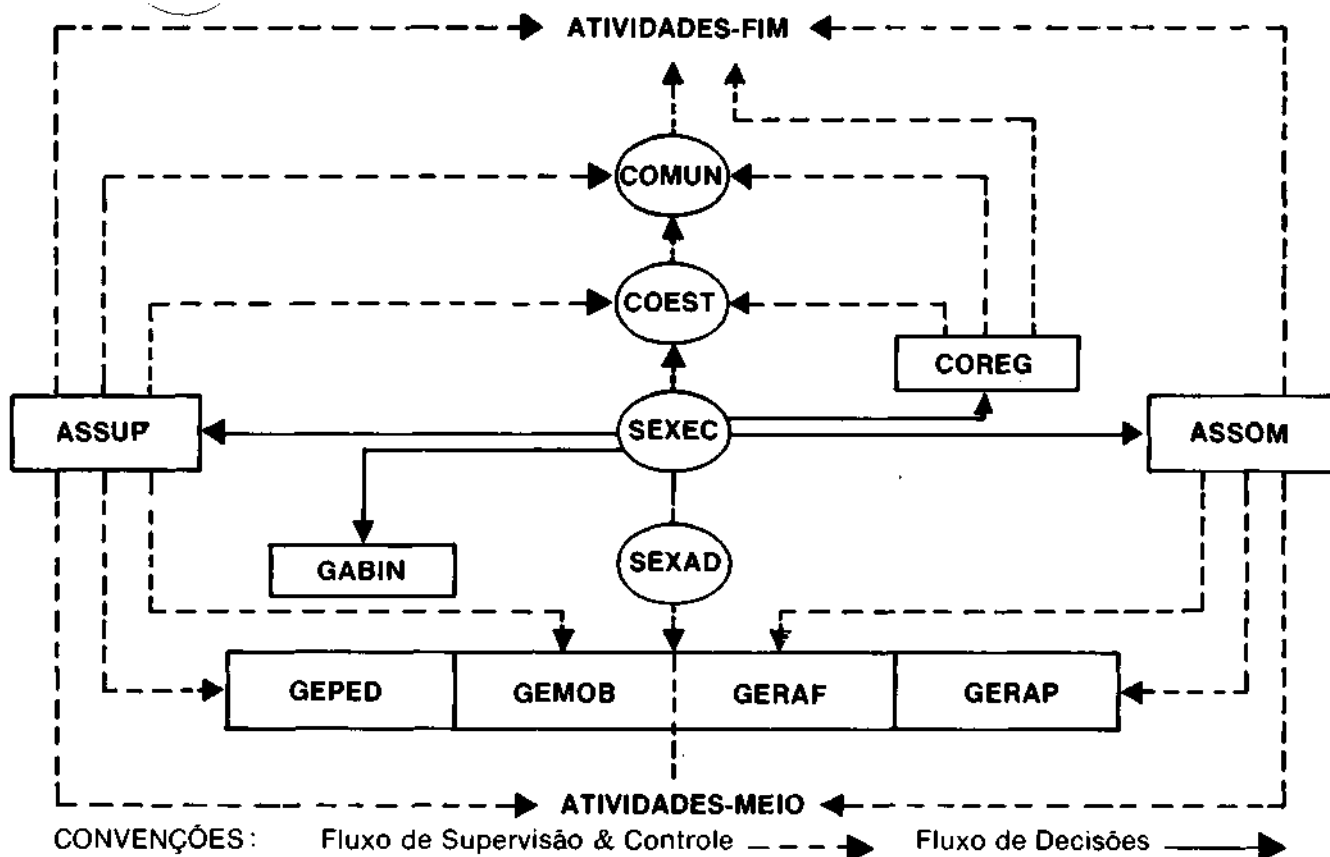 ATIVIDADES-FIM
COMUN
COEST
COREG
ASSUP
SEXEC
ASSOM
GABIN
SEXAD
GEPED
GEMOB
GERAF
GERAP
ATIVIDADES-MEIO
CONVENÇÕES: Fluxo de Supervisão & Controle Fluxo de Decisões